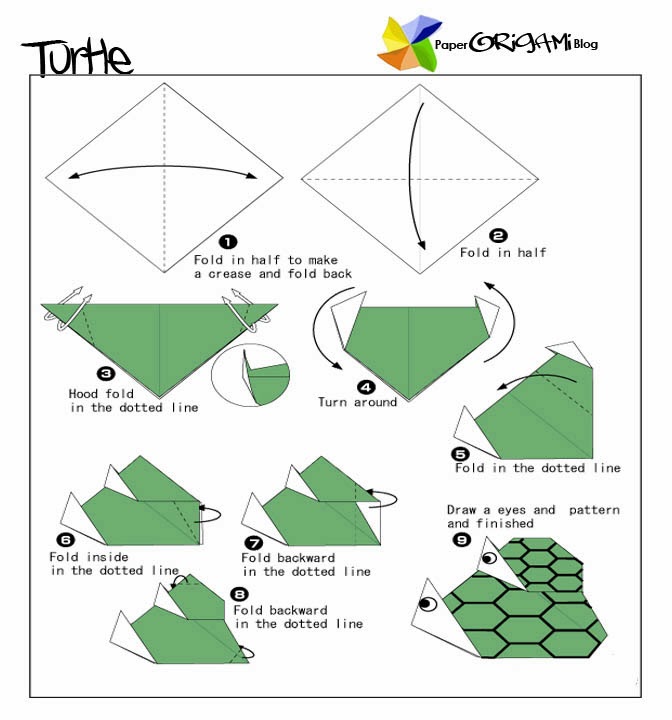 Turtle
Paper ORiGAMi Blog
1
Fold in half to make
a crease and fold back
2
Fold in half
3
Hood fold
in the dotted line
4
Turn around
5
Fold in the dotted line
6
Fold inside
in the dotted line
7
Fold backward
in the dotted line
8
Fold backward
in the dotted line
Draw a eyes and pattern
and finished
9